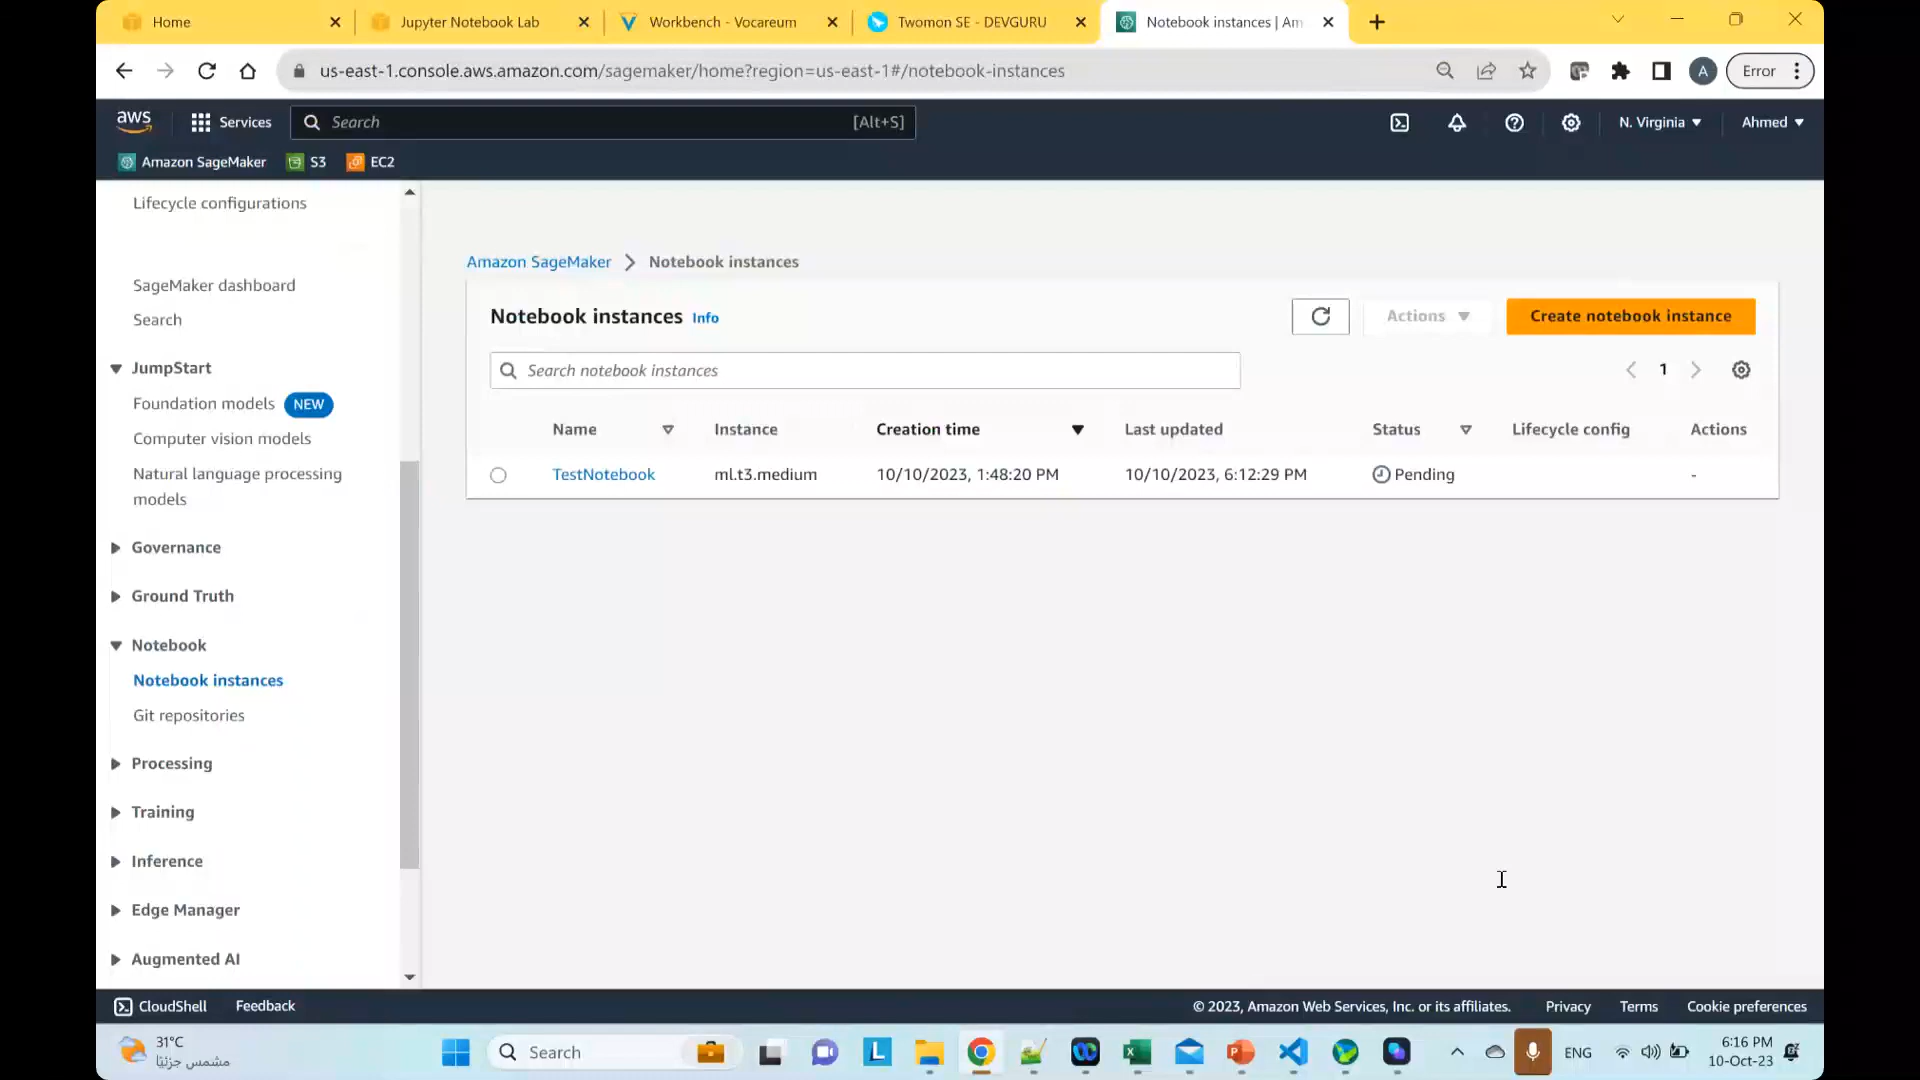 Home
Jupyter Notebook Lab
Workbench - Vocareum
Twomon SE - DEVGURU
Notebook instances | Am
us-east-1.console.aws.amazon.com/sagemaker/home?region=us-east-1#/notebook-instances
A
Error
aws
Services
Search
[Alt+S]
N. Virginia
Ahmed
Amazon SageMaker
S3
EC2
Lifecycle configurations
SageMaker dashboard
Search
JumpStart
Foundation models NEW
Computer vision models
Natural language processing
models
Governance
Ground Truth
Notebook
Notebook instances
Git repositories
Processing
Training
Inference
Edge Manager
Augmented AI
Amazon SageMaker > Notebook instances
Notebook instances Info
Actions
Create notebook instance
Search notebook instances
1
Name Instance Creation time Last updated Status Lifecycle config Actions
TestNotebook ml.t3.medium 10/10/2023, 1:48:20 PM 10/10/2023, 6:12:29 PM Pending -
CloudShell
Feedback
© 2023, Amazon Web Services, Inc. or its affiliates.
Privacy
Terms
Cookie preferences
31°C
مشمس جزئيًا
Search
L
ENG
6:16 PM
10-Oct-23